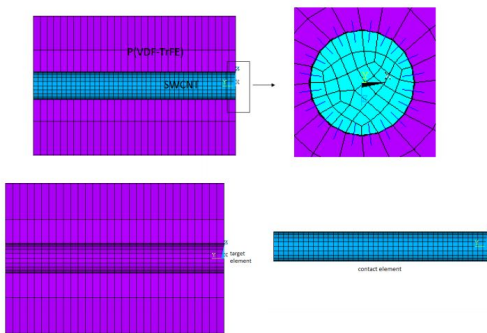 P(VDF-TrFE)
SWCNT
target
element
contact element